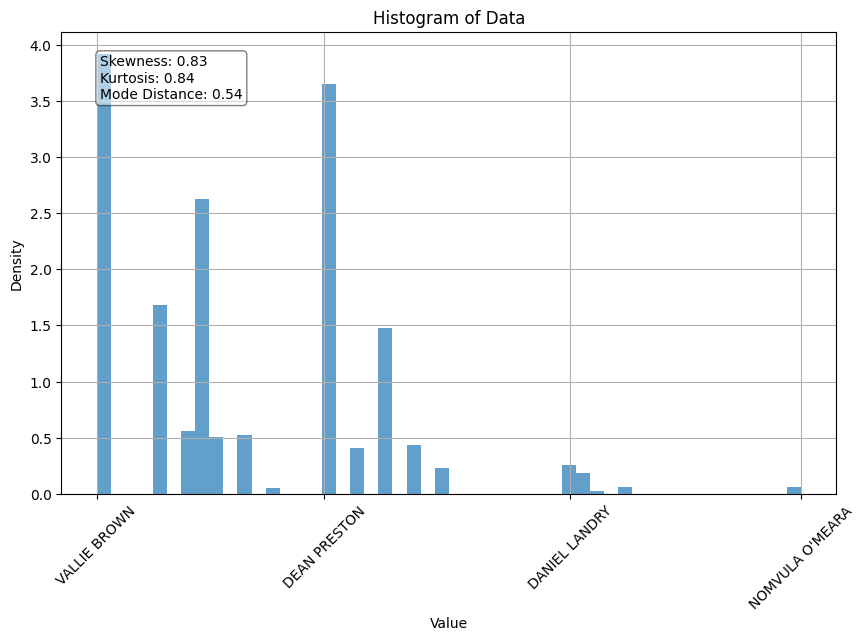 Histogram of Data
4.0
3.5
3.0
2.5
2.0
1.5
1.0
0.5
0.0
Density
Skewness: 0.83
Kurtosis: 0.84
Mode Distance: 0.54
VALLIE BROWN
DEAN PRESTON
DANIEL LANDRY
NOMVULA O'MEARA
Value